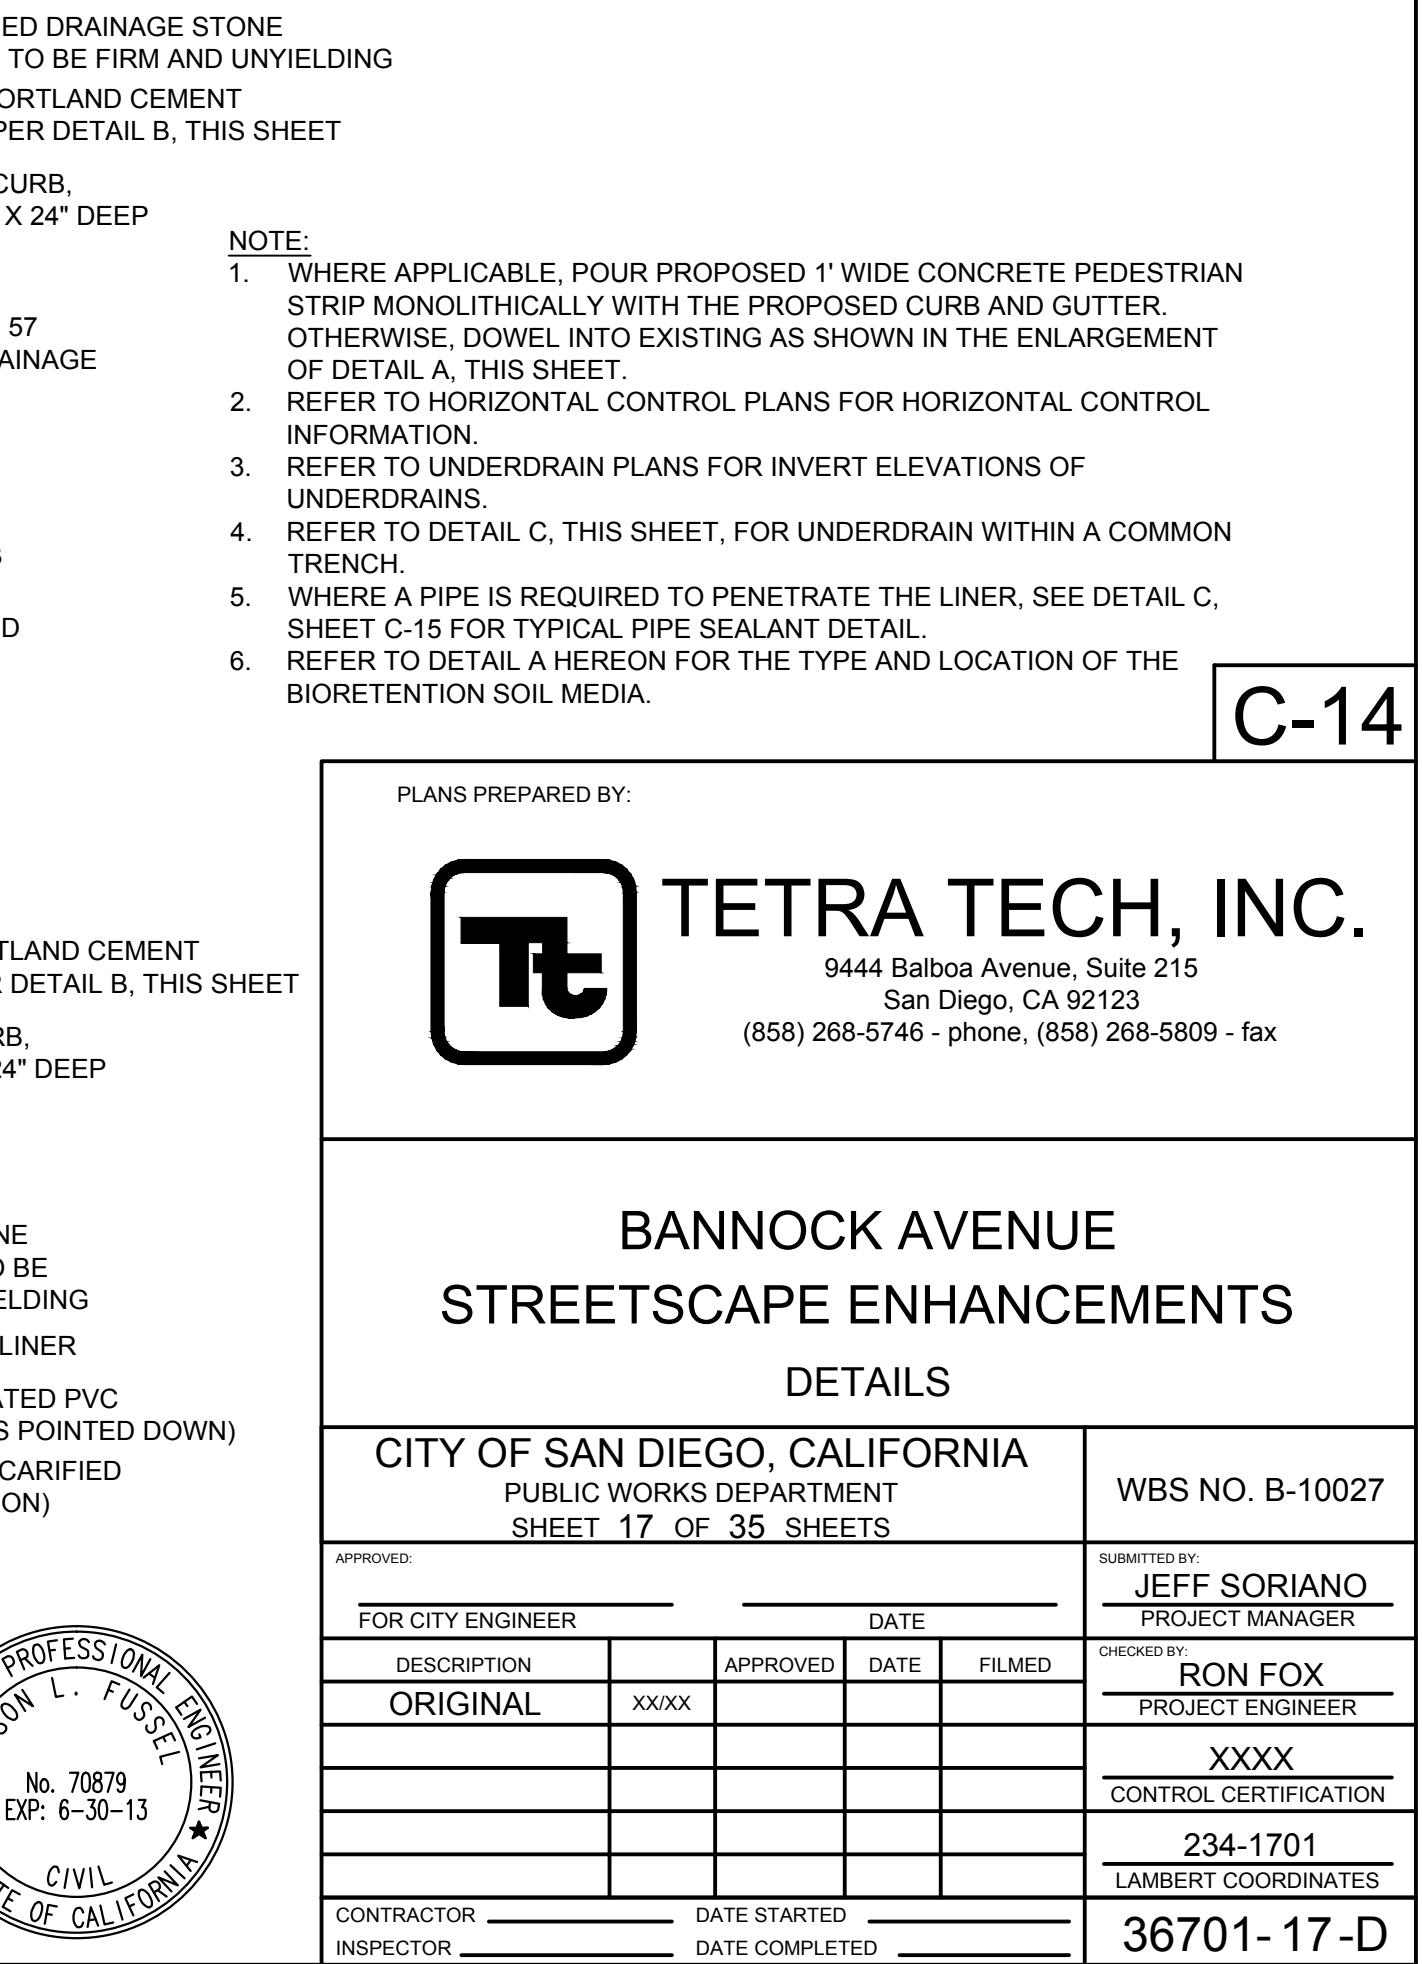 ED DRAINAGE STONE
TO BE FIRM AND UNYIELDING
ORTLAND CEMENT
PER DETAIL B, THIS SHEET
CURB,
X 24" DEEP
57
AINAGE
D
NOTE:
1. WHERE APPLICABLE, POUR PROPOSED 1' WIDE CONCRETE PEDESTRIAN
STRIP MONOLITHICALLY WITH THE PROPOSED CURB AND GUTTER.
OTHERWISE, DOWEL INTO EXISTING AS SHOWN IN THE ENLARGEMENT
OF DETAIL A, THIS SHEET.
2. REFER TO HORIZONTAL CONTROL PLANS FOR HORIZONTAL CONTROL
INFORMATION.
3. REFER TO UNDERDRAIN PLANS FOR INVERT ELEVATIONS OF
UNDERDRAINS.
4. REFER TO DETAIL C, THIS SHEET, FOR UNDERDRAIN WITHIN A COMMON
TRENCH.
5. WHERE A PIPE IS REQUIRED TO PENETRATE THE LINER, SEE DETAIL C,
SHEET C-15 FOR TYPICAL PIPE SEALANT DETAIL.
6. REFER TO DETAIL A HEREON FOR THE TYPE AND LOCATION OF THE
BIORETENTION SOIL MEDIA.
C-14
TLAND CEMENT
R DETAIL B, THIS SHEET
RB,
24" DEEP
NE
O BE
ELDING
LINER
ATED PVC
S POINTED DOWN)
CARIFIED
ON)
PROFESSIONAL ENGINEER
SON L. FUSSEL
No. 70879
EXP: 6-30-13
CIVIL
TE OF CALIFORNIA
PLANS PREPARED BY:
Tt
TETRA TECH, INC.
9444 Balboa Avenue, Suite 215
San Diego, CA 92123
(858) 268-5746 - phone, (858) 268-5809 - fax
BANNOCK AVENUE
STREETSCAPE ENHANCEMENTS
DETAILS
CITY OF SAN DIEGO, CALIFORNIA
PUBLIC WORKS DEPARTMENT
SHEET 17 OF 35 SHEETS
WBS NO. B-10027
APPROVED:
FOR CITY ENGINEER DATE
SUBMITTED BY:
JEFF SORIANO
PROJECT MANAGER
DESCRIPTION APPROVED DATE FILMED
ORIGINAL XX/XX
CHECKED BY:
RON FOX
PROJECT ENGINEER
XXXX
CONTROL CERTIFICATION
234-1701
LAMBERT COORDINATES
CONTRACTOR DATE STARTED
INSPECTOR DATE COMPLETED
36701-17-D